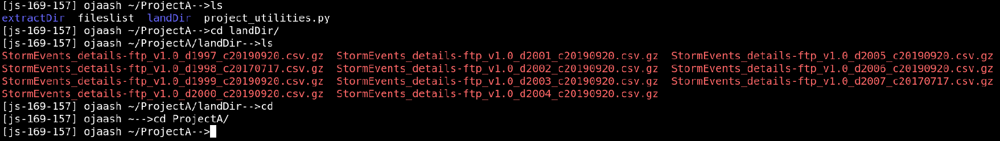 [js-169-157] ojaash ~/ProjectA-->ls
extractDir  fileslist  landDir  project_utilities.py
[js-169-157] ojaash ~/ProjectA-->cd landDir/
[js-169-157] ojaash ~/ProjectA/landDir-->ls
StormEvents_details-ftp_v1.0_d1997_c20190920.csv.gz  StormEvents_details-ftp_v1.0_d2001_c20190920.csv.gz  StormEvents_details-ftp_v1.0_d2005_c20190920.csv.gz
StormEvents_details-ftp_v1.0_d1998_c20170717.csv.gz  StormEvents_details-ftp_v1.0_d2002_c20190920.csv.gz  StormEvents_details-ftp_v1.0_d2006_c20190920.csv.gz
StormEvents_details-ftp_v1.0_d1999_c20190920.csv.gz  StormEvents_details-ftp_v1.0_d2003_c20190920.csv.gz  StormEvents_details-ftp_v1.0_d2007_c20170717.csv.gz
StormEvents_details-ftp_v1.0_d2000_c20190920.csv.gz  StormEvents_details-ftp_v1.0_d2004_c20190920.csv.gz
[js-169-157] ojaash ~/ProjectA/landDir-->cd
[js-169-157] ojaash ~-->cd ProjectA/
[js-169-157] ojaash ~/ProjectA-->